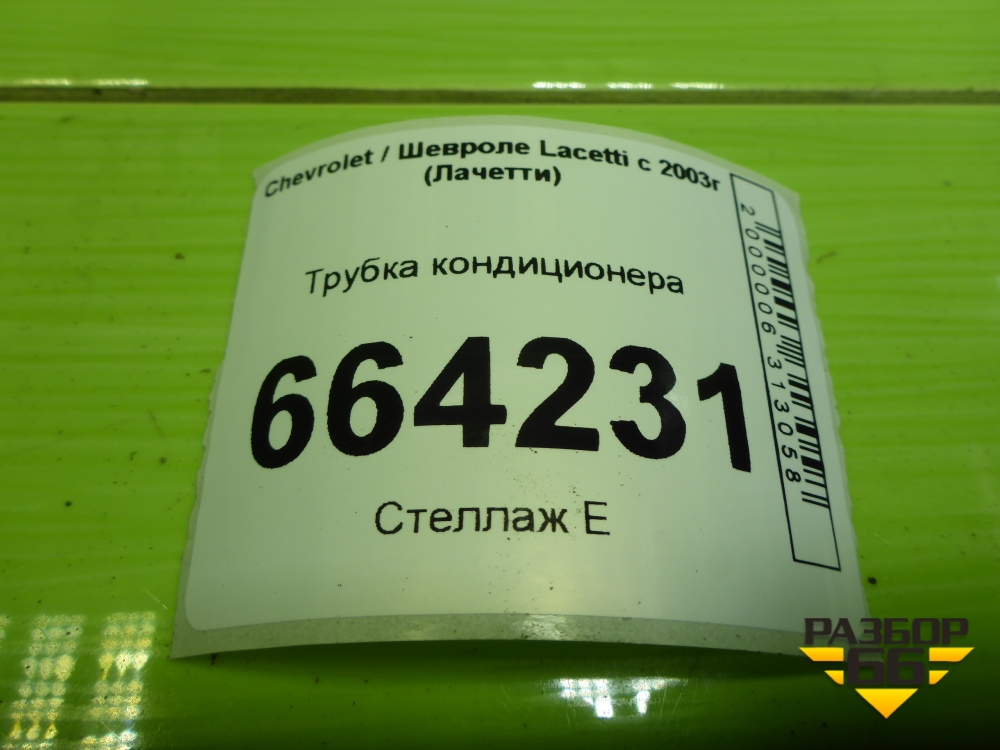 Chevrolet / Шевроле Lacetti с 2003г
(Лачетти)
Трубка кондиционера
664231
Стеллаж Е
2000006313058
РАЗБОР
66